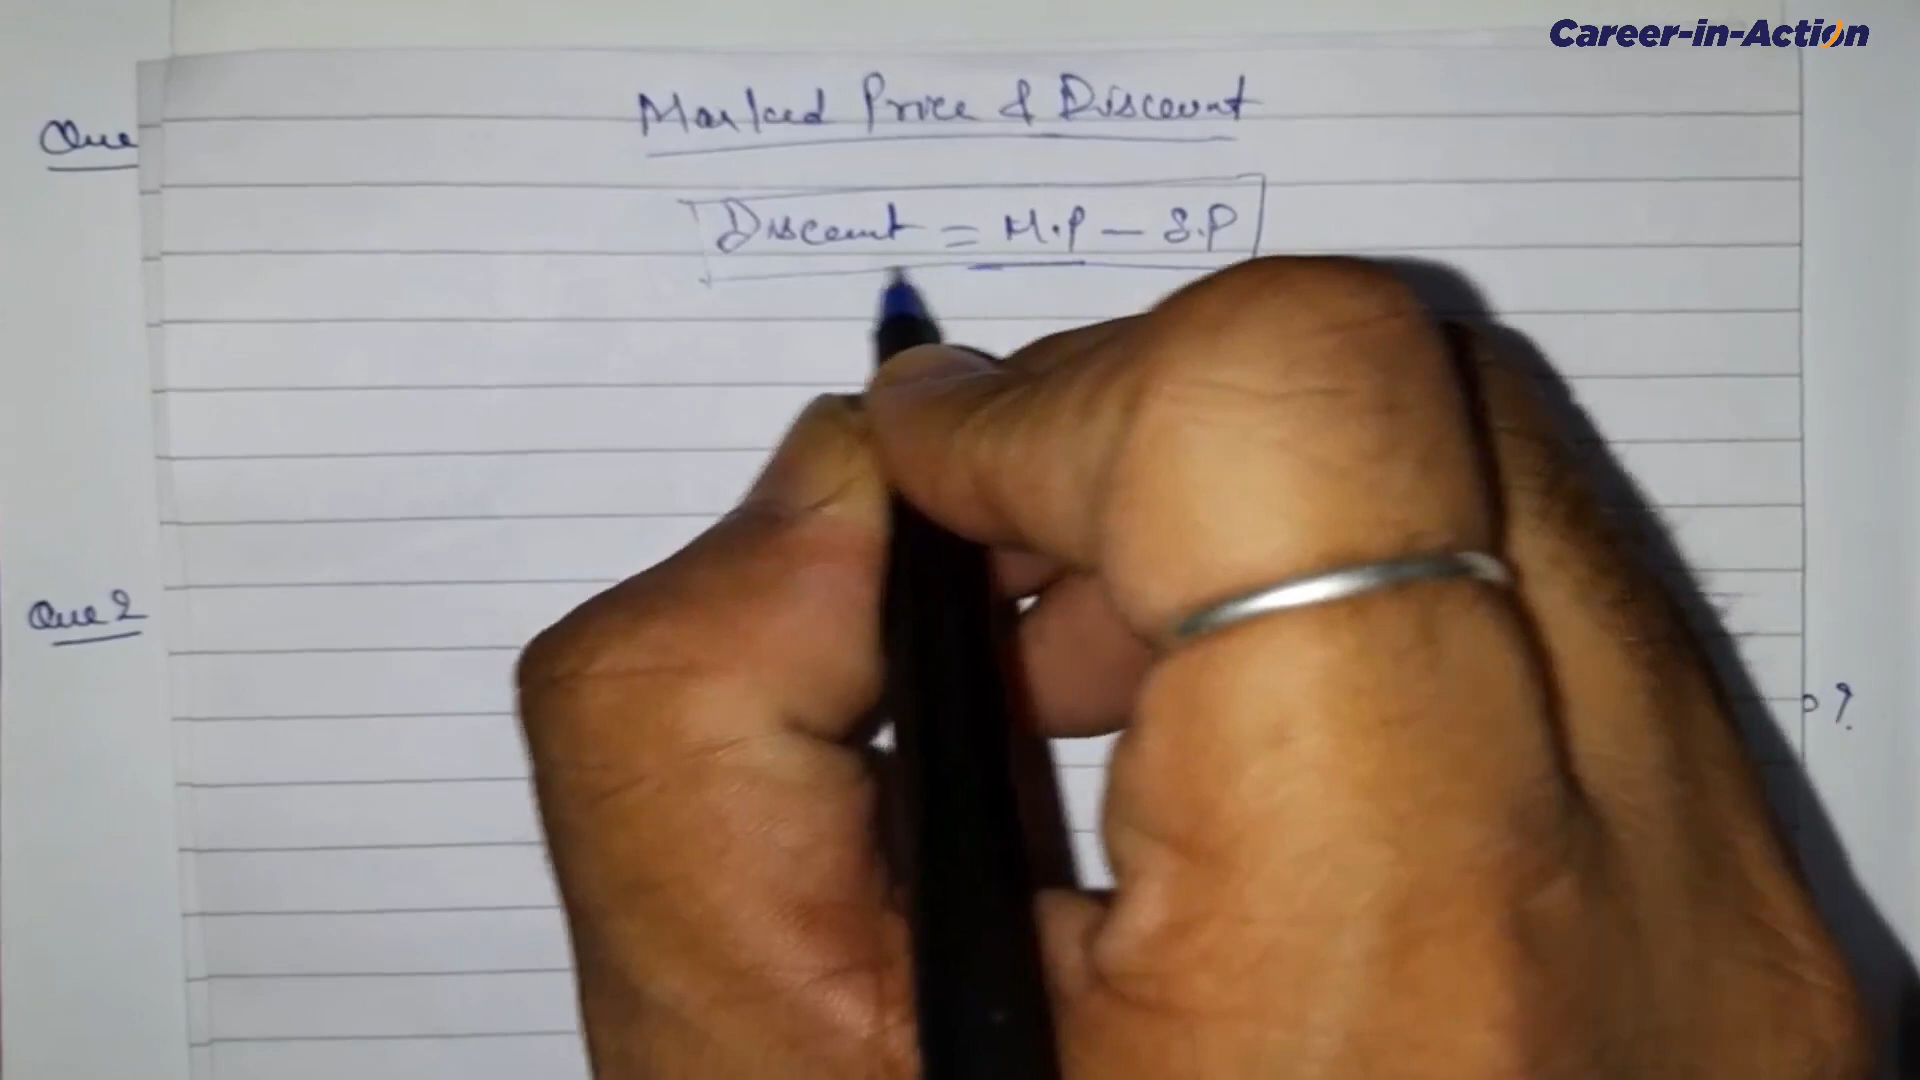 Career-in-Action
Marked Price & Discount
Que
Discount = M.P - S.P
Que 2
?